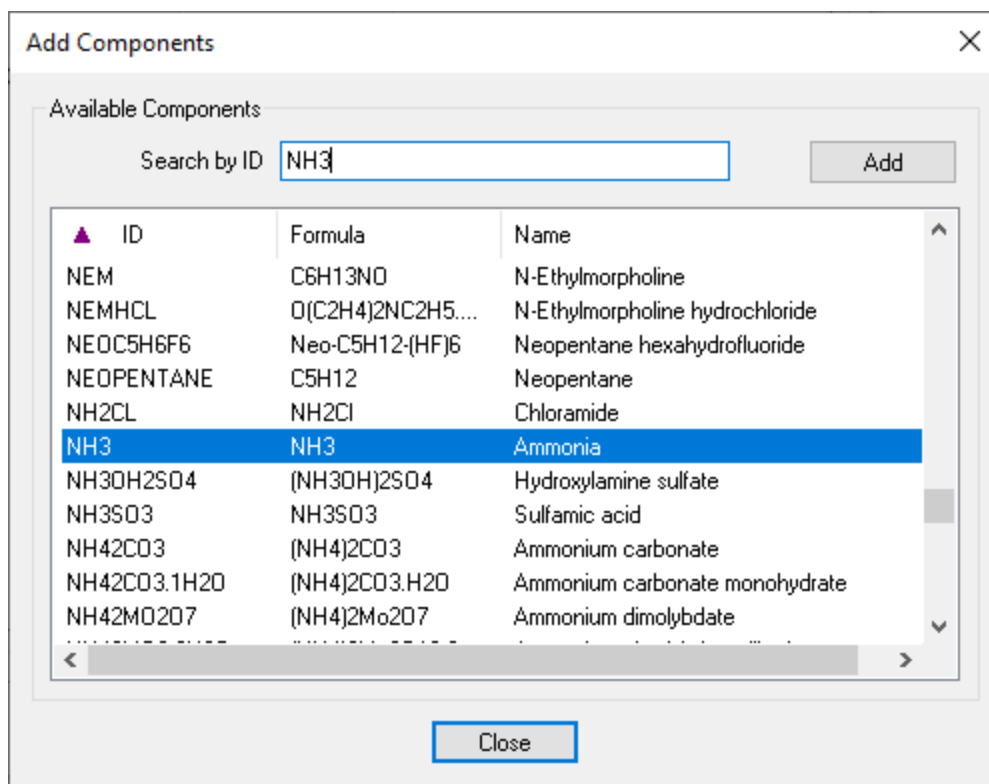 Add Components
Available Components
Search by ID NH3 Add
ID Formula Name
NEM C6H13NO N-Ethylmorpholine
NEMHCL O(C2H4)2NC2H5.... N-Ethylmorpholine hydrochloride
NEOC5H6F6 Neo-C5H12-(HF)6 Neopentane hexahydrofluoride
NEOPENTANE C5H12 Neopentane
NH2CL NH2Cl Chloramide
NH3 NH3 Ammonia
NH3OH2SO4 (NH3OH)2SO4 Hydroxylamine sulfate
NH3SO3 NH3SO3 Sulfamic acid
NH42CO3 (NH4)2CO3 Ammonium carbonate
NH42CO3.1H2O (NH4)2CO3.H2O Ammonium carbonate monohydrate
NH42MO2O7 (NH4)2Mo2O7 Ammonium dimolybdate
Close